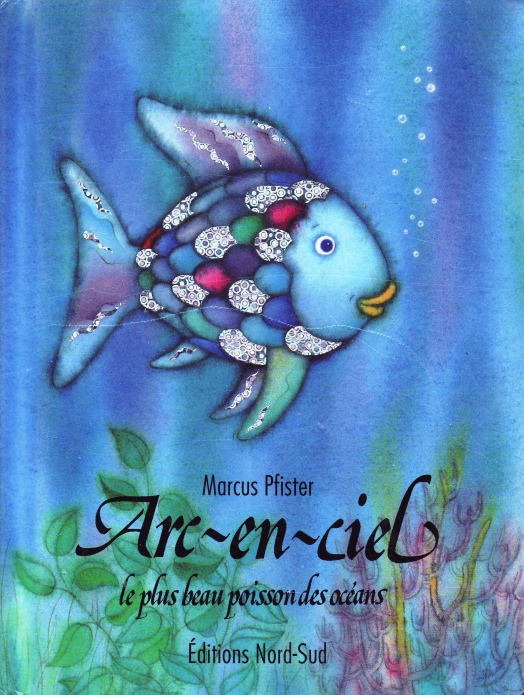 Marcus Pfister
Arc-en-ciel
le plus beau poisson des océans
Éditions Nord-Sud